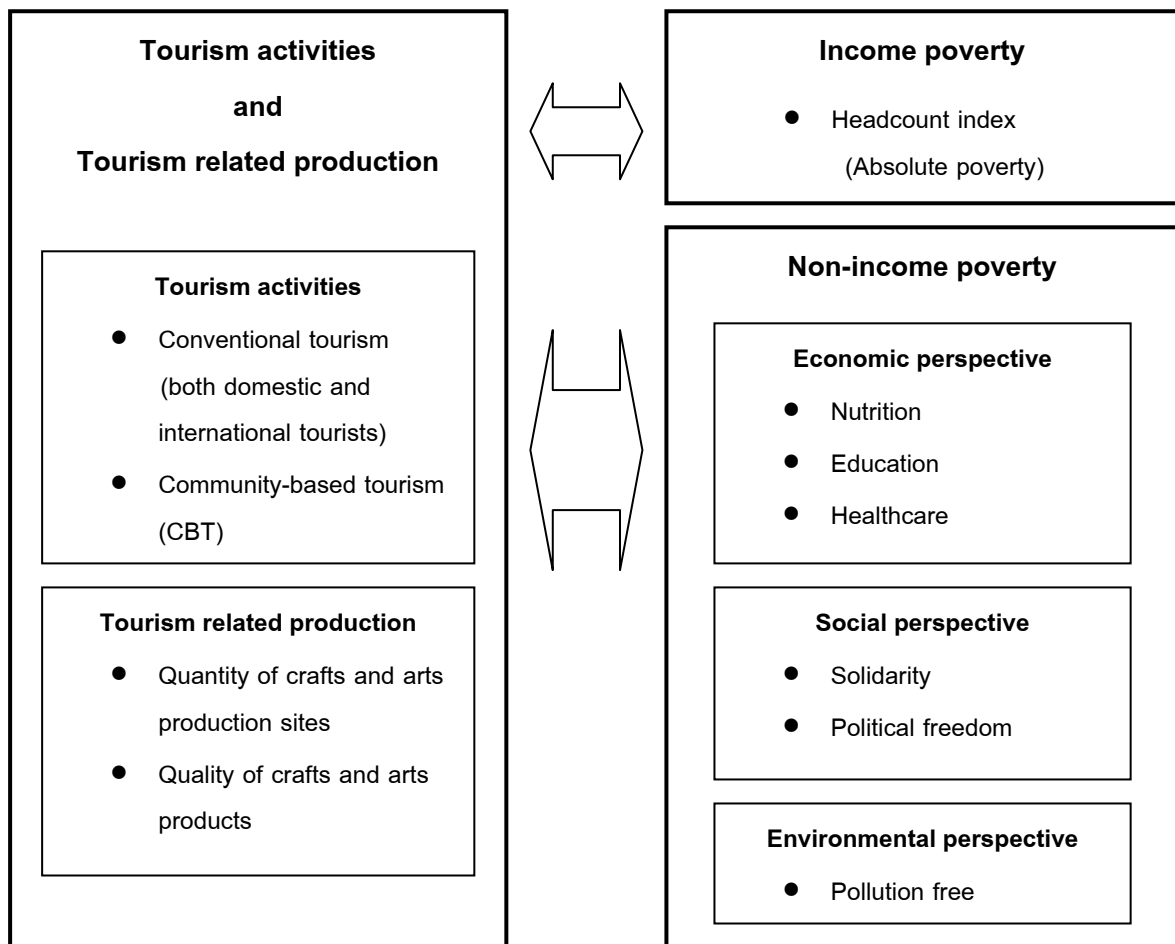 Tourism activities
and
Tourism related production
Tourism activities
● Conventional tourism
(both domestic and
international tourists)
● Community-based tourism
(CBT)
Tourism related production
● Quantity of crafts and arts
production sites
● Quality of crafts and arts
products
Income poverty
● Headcount index
(Absolute poverty)
Non-income poverty
Economic perspective
● Nutrition
● Education
● Healthcare
Social perspective
● Solidarity
● Political freedom
Environmental perspective
● Pollution free